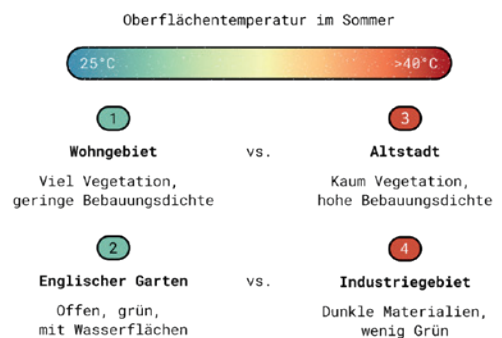 Oberflächentemperatur im Sommer
25°C >40°C
1 3
Wohngebiet vs. Altstadt
Viel Vegetation, Kaum Vegetation,
geringe Bebauungsdichte hohe Bebauungsdichte
2 4
Englischer Garten vs. Industriegebiet
Offen, grün, Dunkle Materialien,
mit Wasserflächen wenig Grün